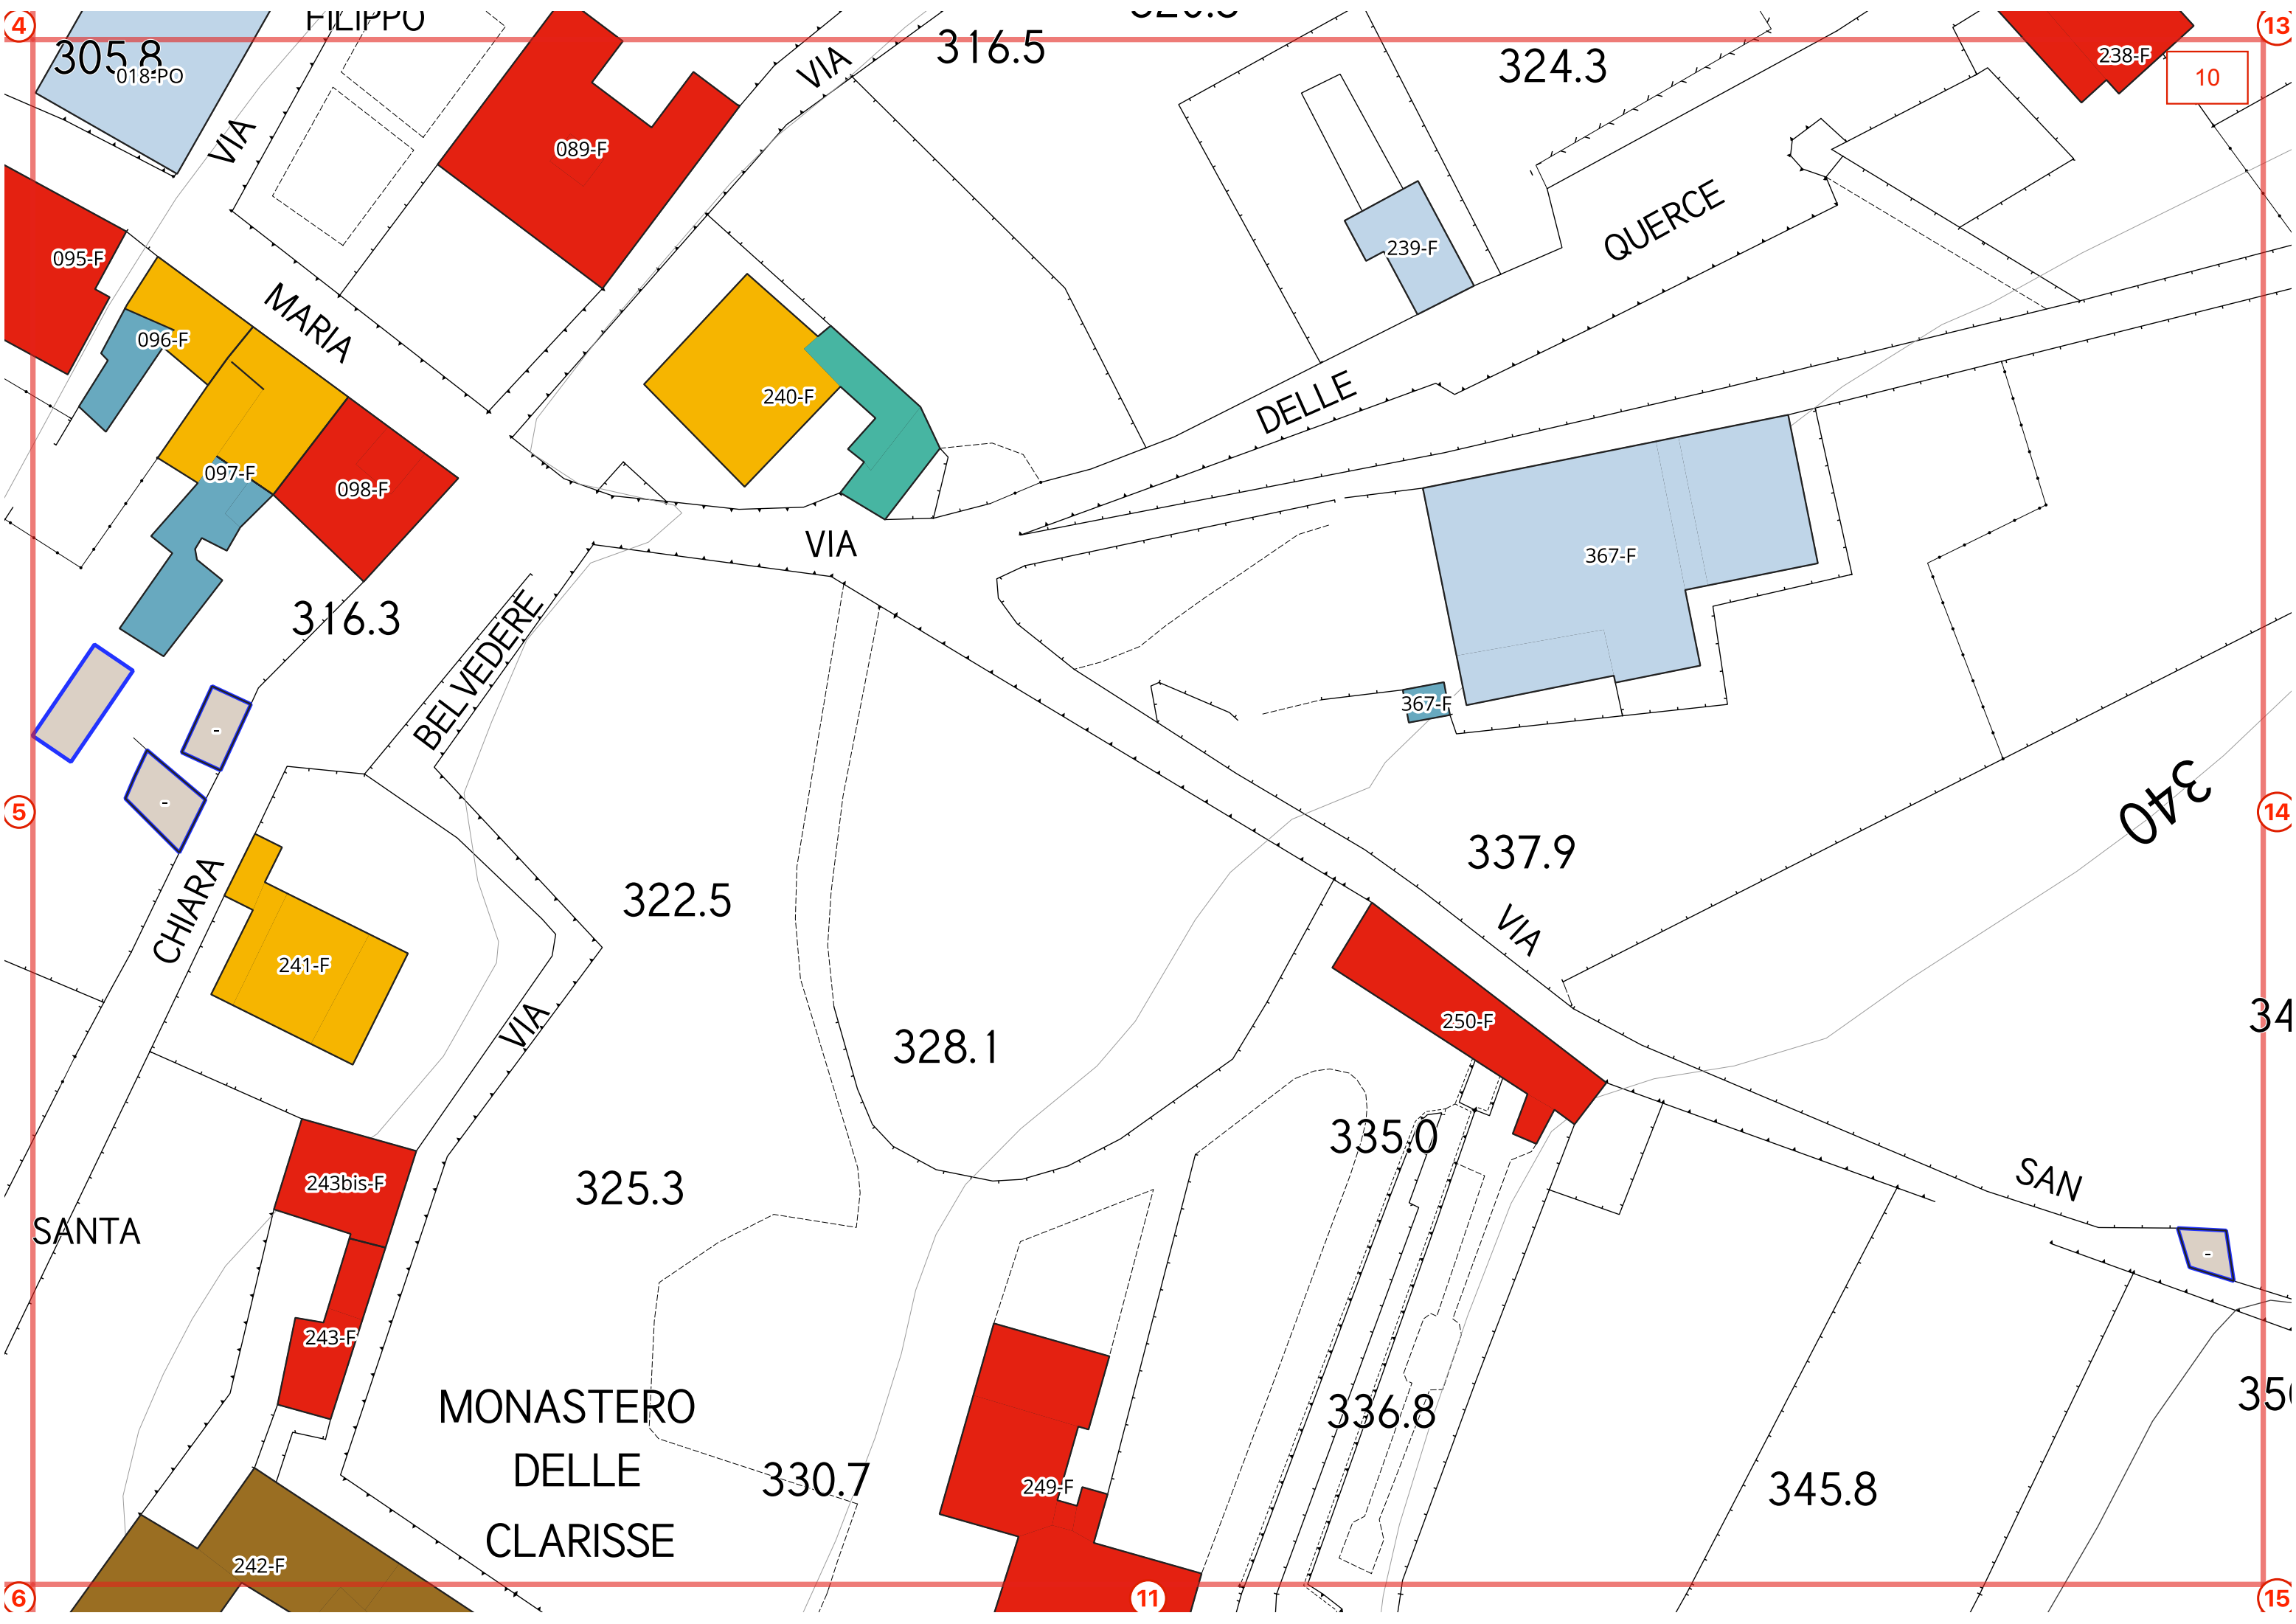 4
FILIPPO
13
305.8
018-PO
VIA
316.5
324.3
238-F
10
VIA
089-F
QUERCE
239-F
095-F
MARIA
096-F
240-F
DELLE
097-F
098-F
VIA
367-F
316.3
BELVEDERE
367-F
-
340
-
5
14
337.9
CHIARA
322.5
VIA
241-F
34
VIA
250-F
328.1
335.0
243bis-F
325.3
SAN
SANTA
-
243-F
MONASTERO
336.8
35
DELLE
330.7
249-F
345.8
CLARISSE
242-F
6
11
15